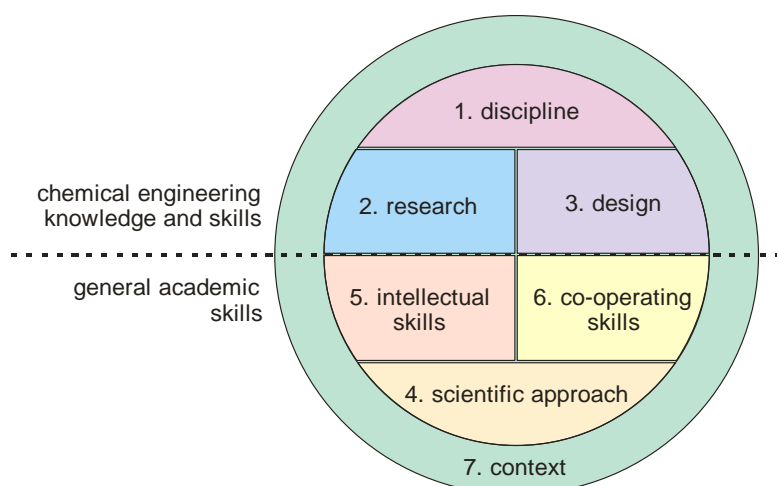 1. discipline
chemical engineering
knowledge and skills
2. research
3. design
general academic
skills
5. intellectual
skills
6. co-operating
skills
4. scientific approach
7. context